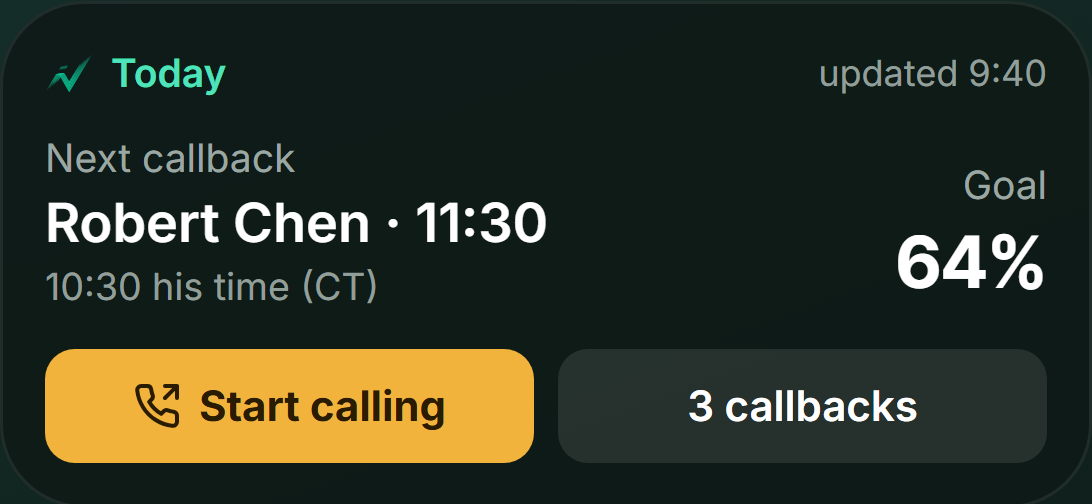 Today
updated 9:40
Next callback
Robert Chen · 11:30
10:30 his time (CT)
Goal
64%
Start calling
3 callbacks